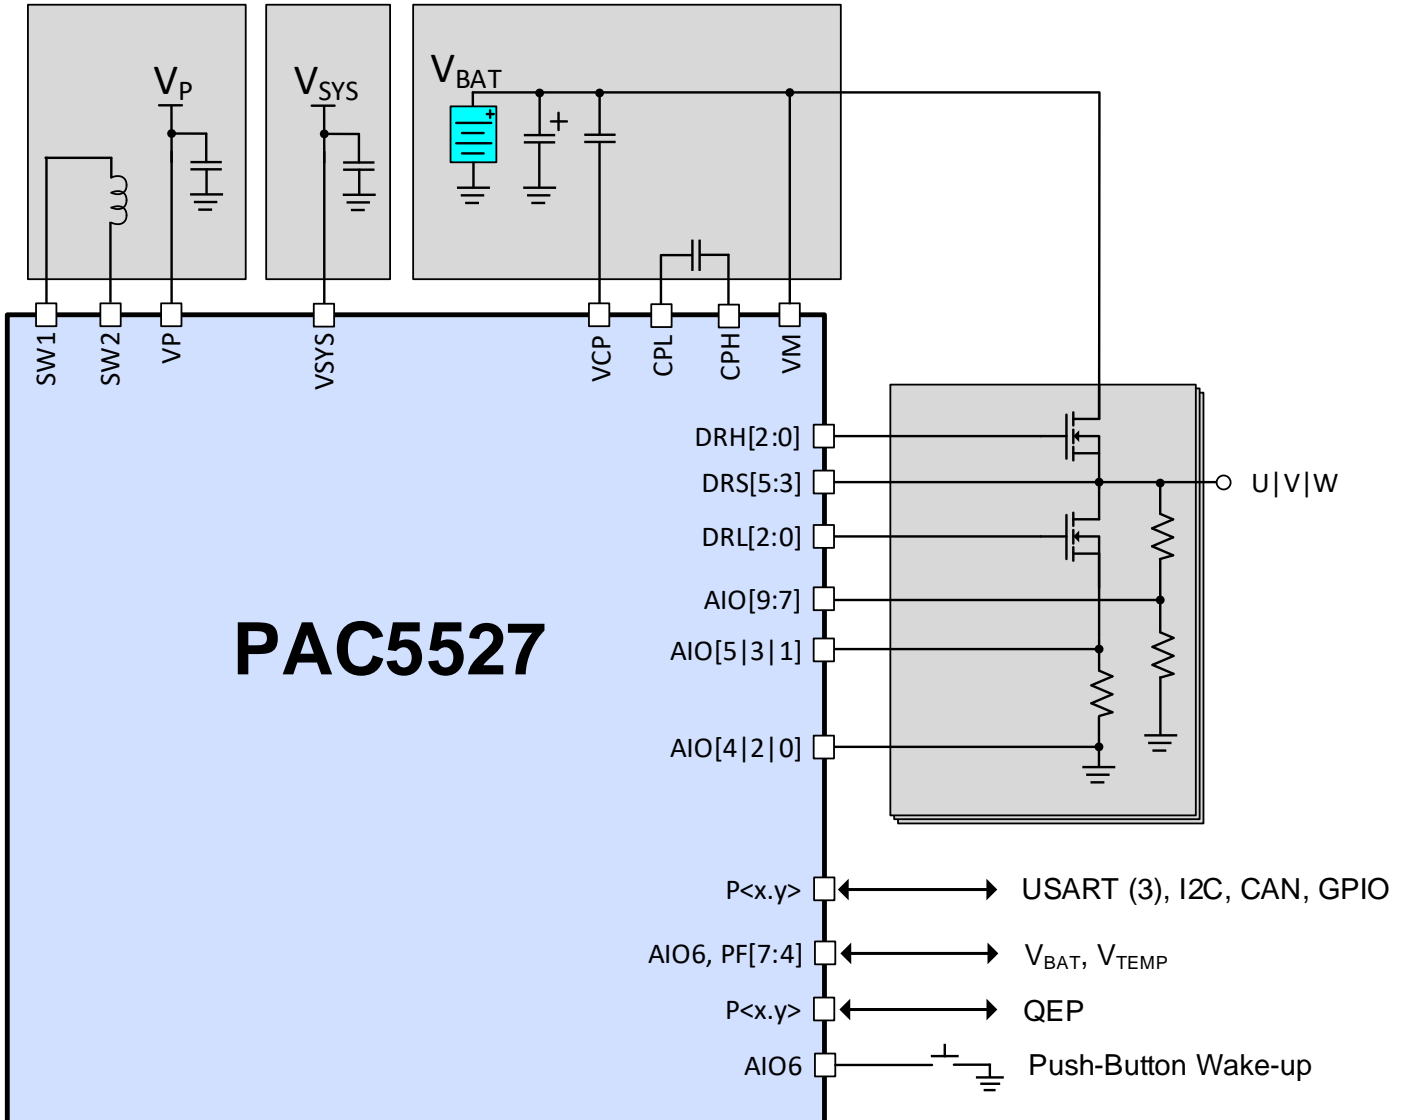 V_P
V_SYS
V_BAT
+
+
SW1
SW2
VP
VSYS
VCP
CPL
CPH
VM
DRH[2:0]
DRS[5:3]
U|V|W
DRL[2:0]
AIO[9:7]
PAC5527
AIO[5|3|1]
AIO[4|2|0]
P<x.y> USART (3), I2C, CAN, GPIO
AIO6, PF[7:4] V_BAT, V_TEMP
P<x.y> QEP
AIO6 Push-Button Wake-up